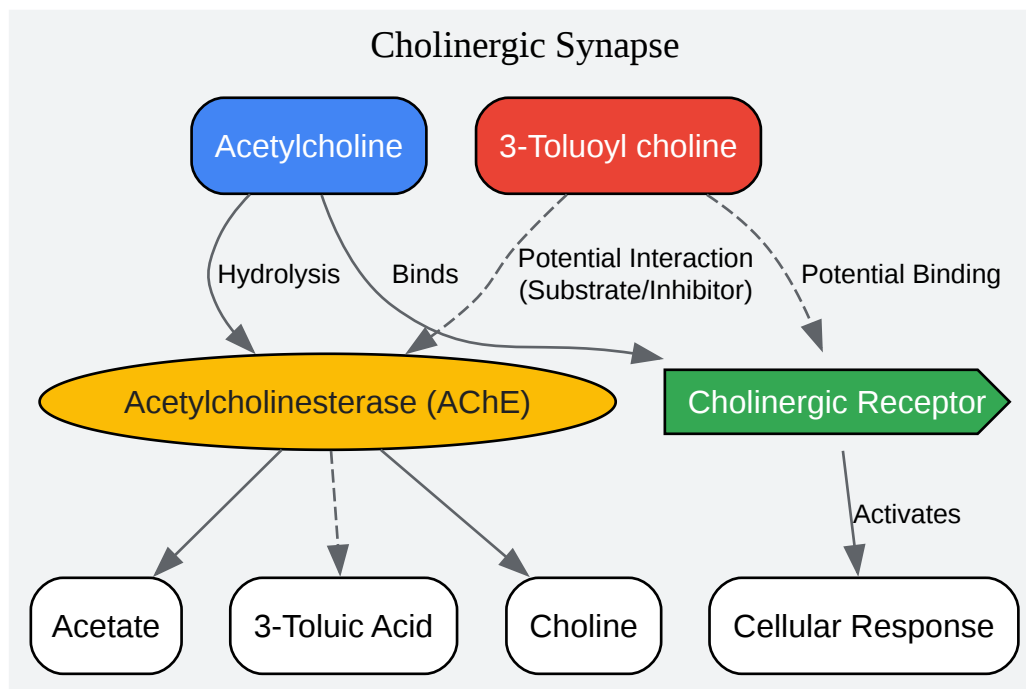 Cholinergic Synapse
Acetylcholine
3-Toluoyl choline
Hydrolysis
Binds
Potential Interaction
(Substrate/Inhibitor)
Potential Binding
Acetylcholinesterase (AChE)
Cholinergic Receptor
Activates
Acetate
3-Toluic Acid
Choline
Cellular Response